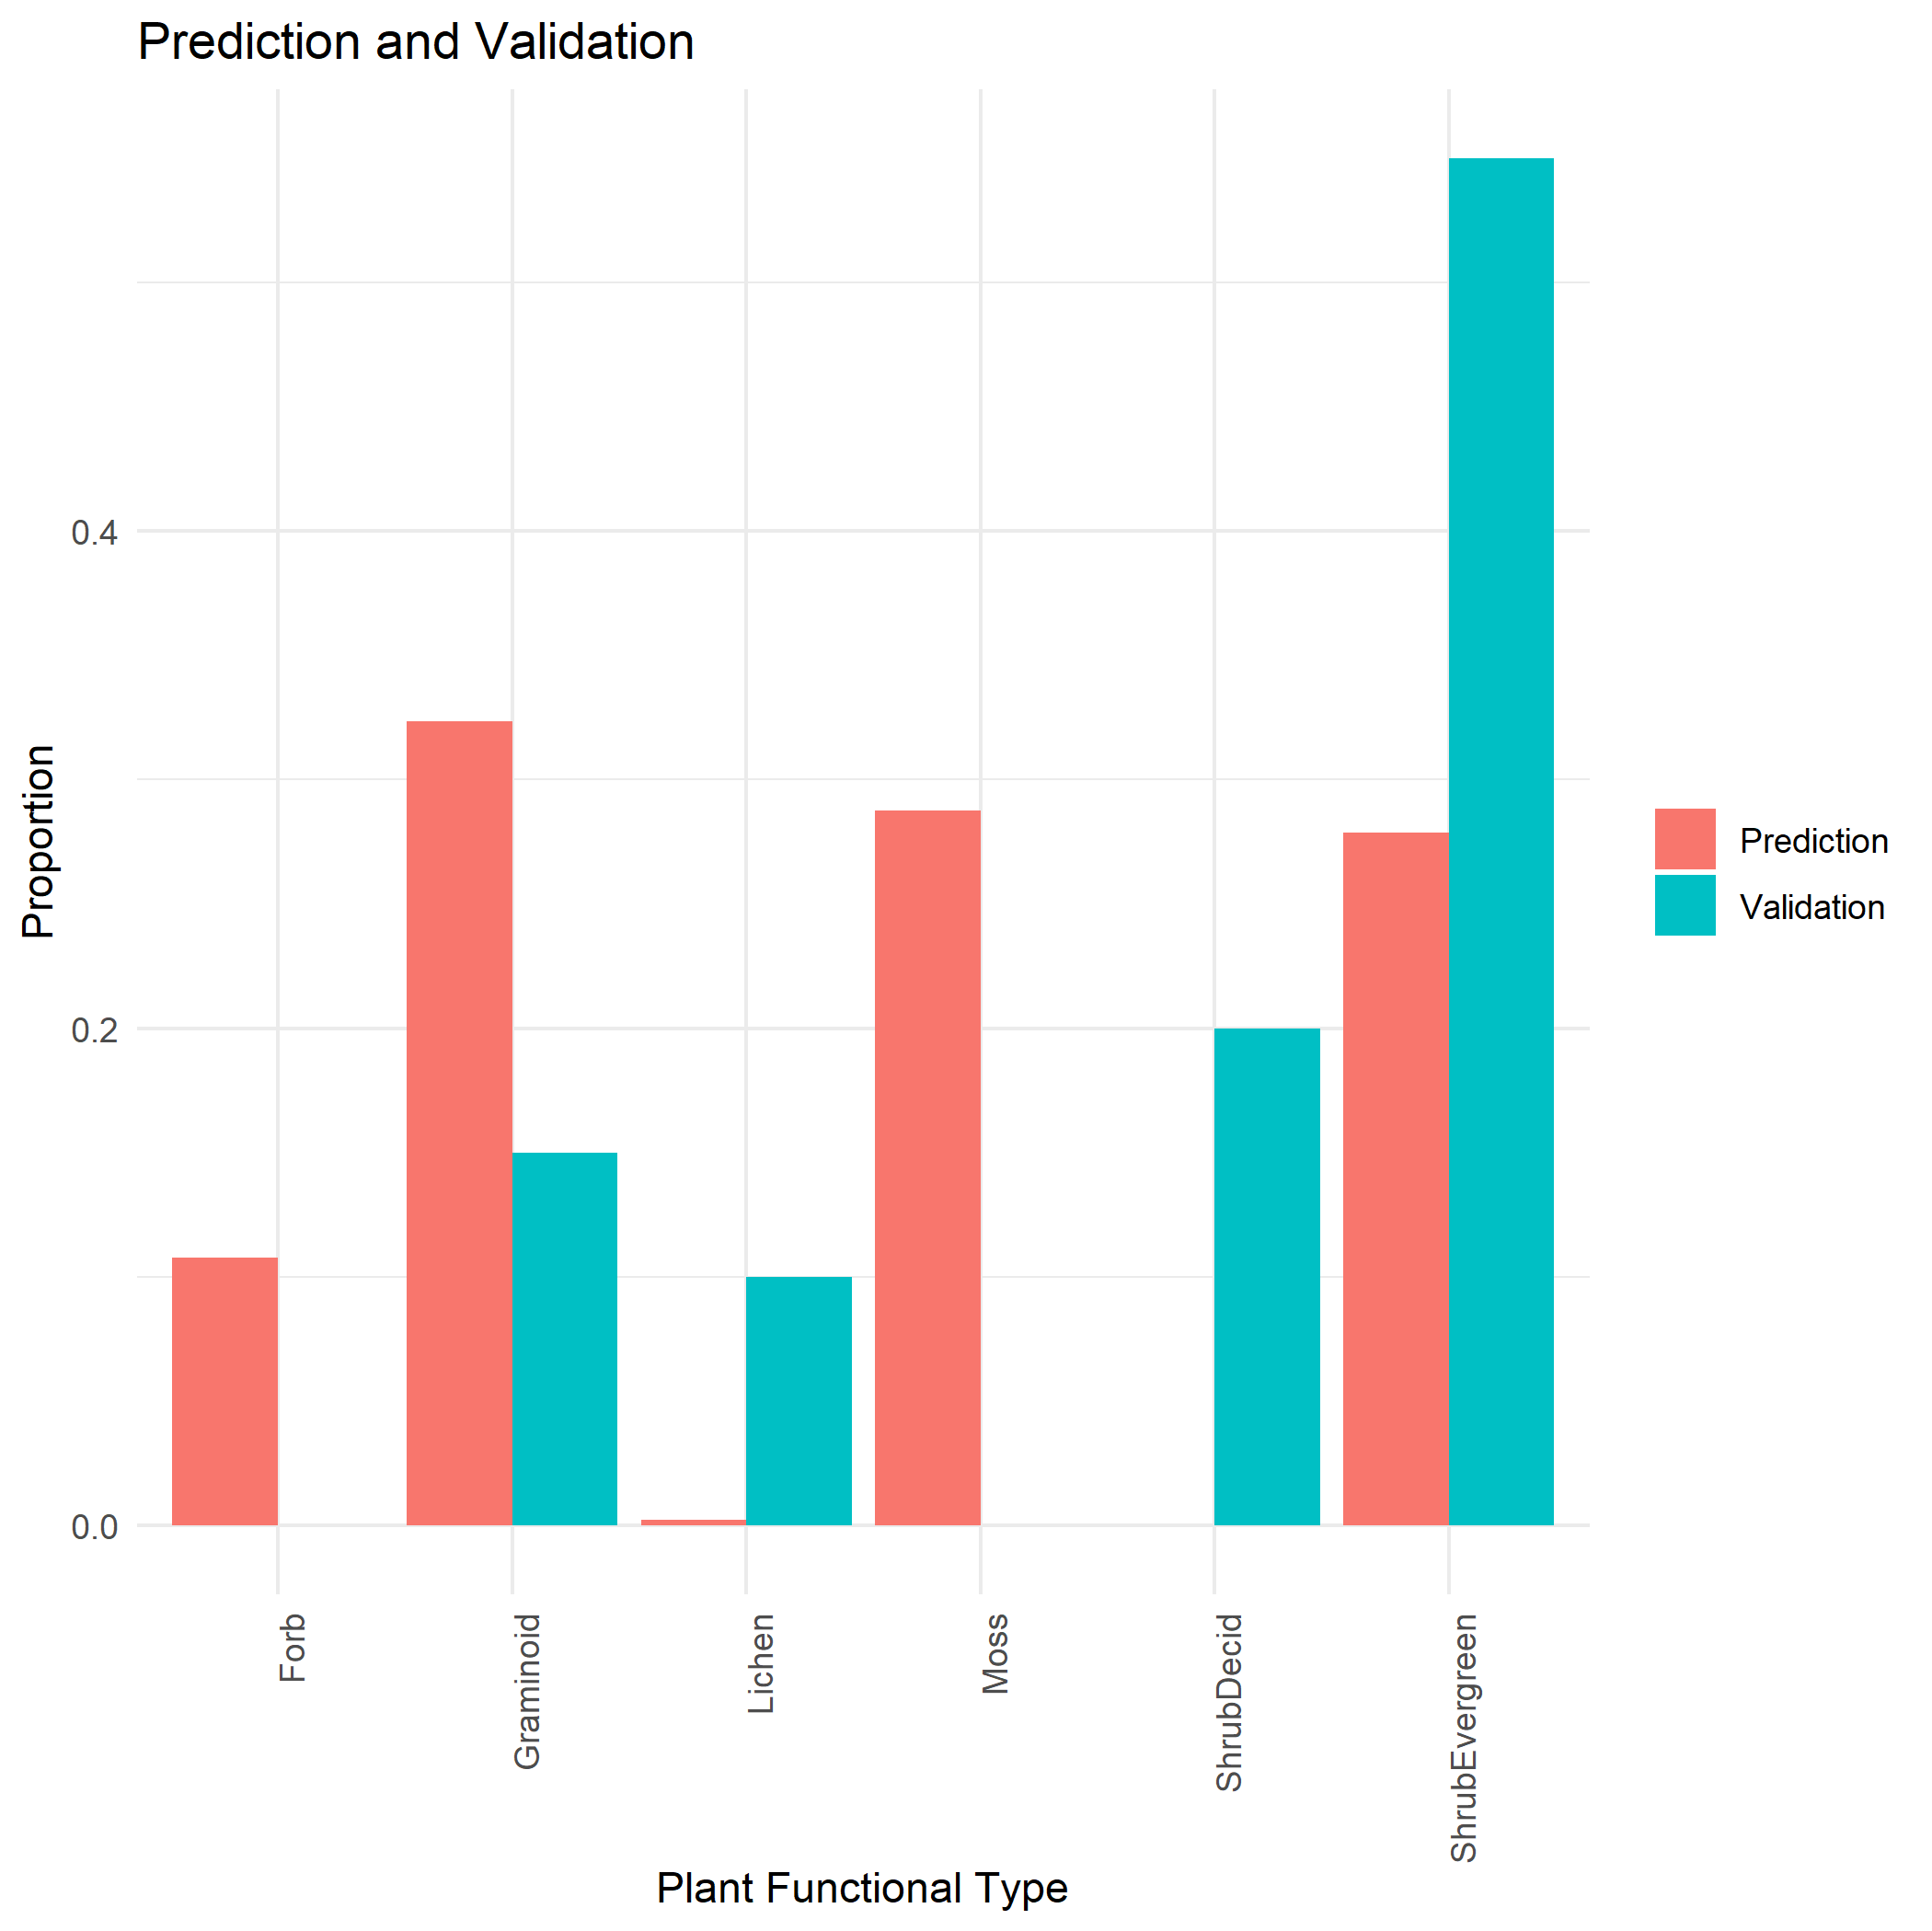 Prediction and Validation
Proportion
0.4
0.2
0.0
Forb
Graminoid
Lichen
Moss
ShrubDecid
ShrubEvergreen
Plant Functional Type
Prediction
Validation